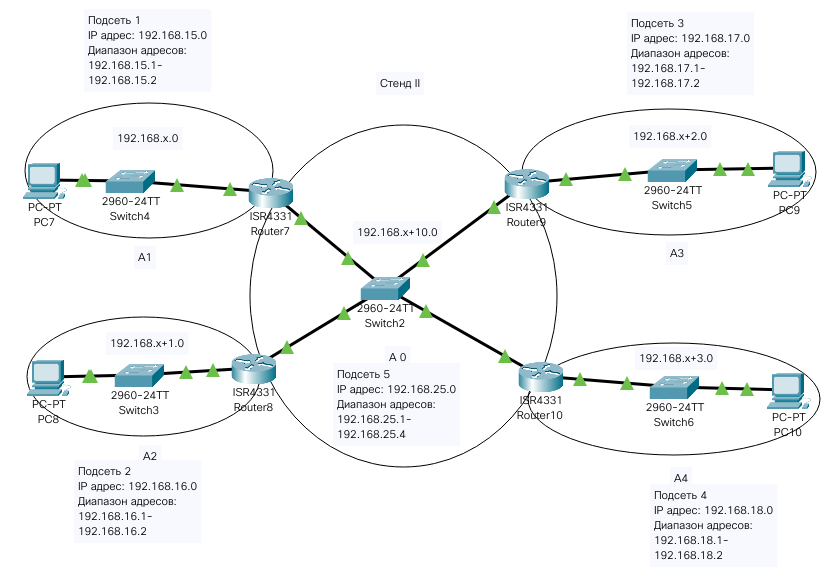 Подсеть 1
IP адрес: 192.168.15.0
Диапазон адресов:
192.168.15.1-
192.168.15.2
Стенд II
Подсеть 3
IP адрес: 192.168.17.0
Диапазон адресов:
192.168.17.1-
192.168.17.2
192.168.x.0
PC-PT
PC7
2960-24TT
Switch4
ISR4331
Router7
A1
192.168.x+10.0
2960-24TT
Switch2
192.168.x+2.0
ISR4331
Router9
2960-24TT
Switch5
PC-PT
PC9
A3
192.168.x+1.0
PC-PT
PC8
2960-24TT
Switch3
ISR4331
Router8
A2
Подсеть 2
IP адрес: 192.168.16.0
Диапазон адресов:
192.168.16.1-
192.168.16.2
A 0
Подсеть 5
IP адрес: 192.168.25.0
Диапазон адресов:
192.168.25.1-
192.168.25.4
192.168.x+3.0
ISR4331
Router10
2960-24TT
Switch6
PC-PT
PC10
A4
Подсеть 4
IP адрес: 192.168.18.0
Диапазон адресов:
192.168.18.1-
192.168.18.2